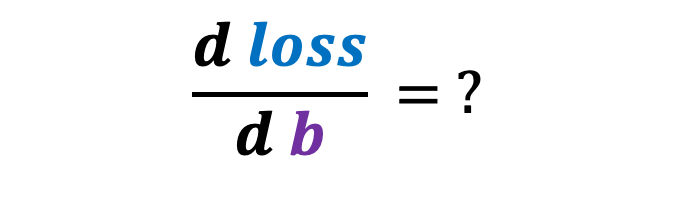 d loss
d b
= ?